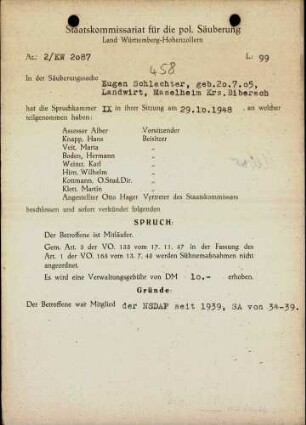 Staatskommissariat für die pol. Säuberung
Land Württemberg-Hohenzollern
Az.: 2/KW 2087
L: 99
458
In der Säuberungssache
Eugen Schlachter, geb.20.7.05,
Landwirt, Maselheim Krs.Biberach
hat die Spruchkammer IX in ihrer Sitzung am 29.10.1948, an welcher
teilgenommen haben:
Assessor Alber Vorsitzender
Knapp, Hans Beisitzer
Veit, Maria "
Boden, Hermann "
Weiner, Karl "
Hirn, Wilhelm "
Kottmann, O.Stud.Dir. "
Klett, Martin "
Angestellter Otto Hager Vertreter des Staatskommissars
beschlossen und sofort verkündet folgenden
SPRUCH:
Der Betroffene ist Mitläufer.
Gem. Art. 3 der VO. 133 vom 17. 11. 47 in der Fassung des
Art. 1 der VO. 165 vom 13. 7. 48 werden Sühnemaßnahmen nicht
angeordnet.
Es wird eine Verwaltungsgebühr von DM 10.- erhoben.
Gründe:
Der Betroffene war Mitglied der NSDAP seit 1939, SA von 34-39.